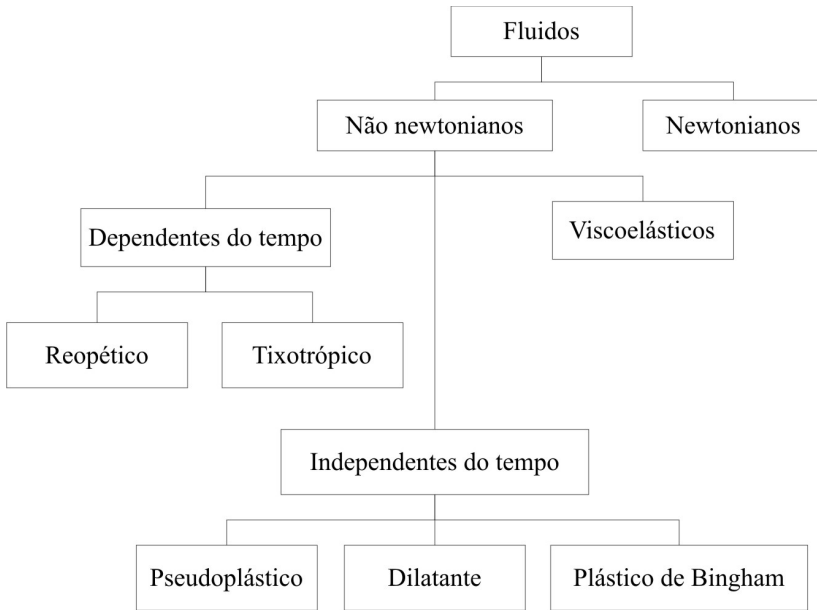 Fluidos
Não newtonianos
Newtonianos
Dependentes do tempo
Viscoelásticos
Reopético
Tixotrópico
Independentes do tempo
Pseudoplástico
Dilatante
Plástico de Bingham